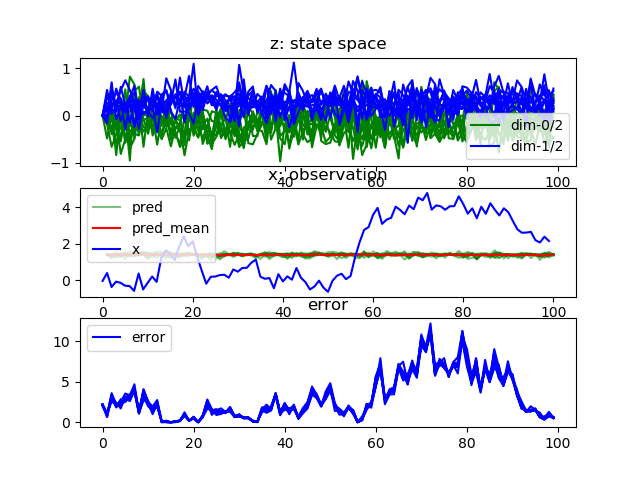 z: state space
1
0
−1
dim-0/2
dim-1/2
0 20 40 60 80 100
x: observation
4
2
0
pred
pred_mean
x
0 20 40 60 80 100
error
10
5
0
error
0 20 40 60 80 100